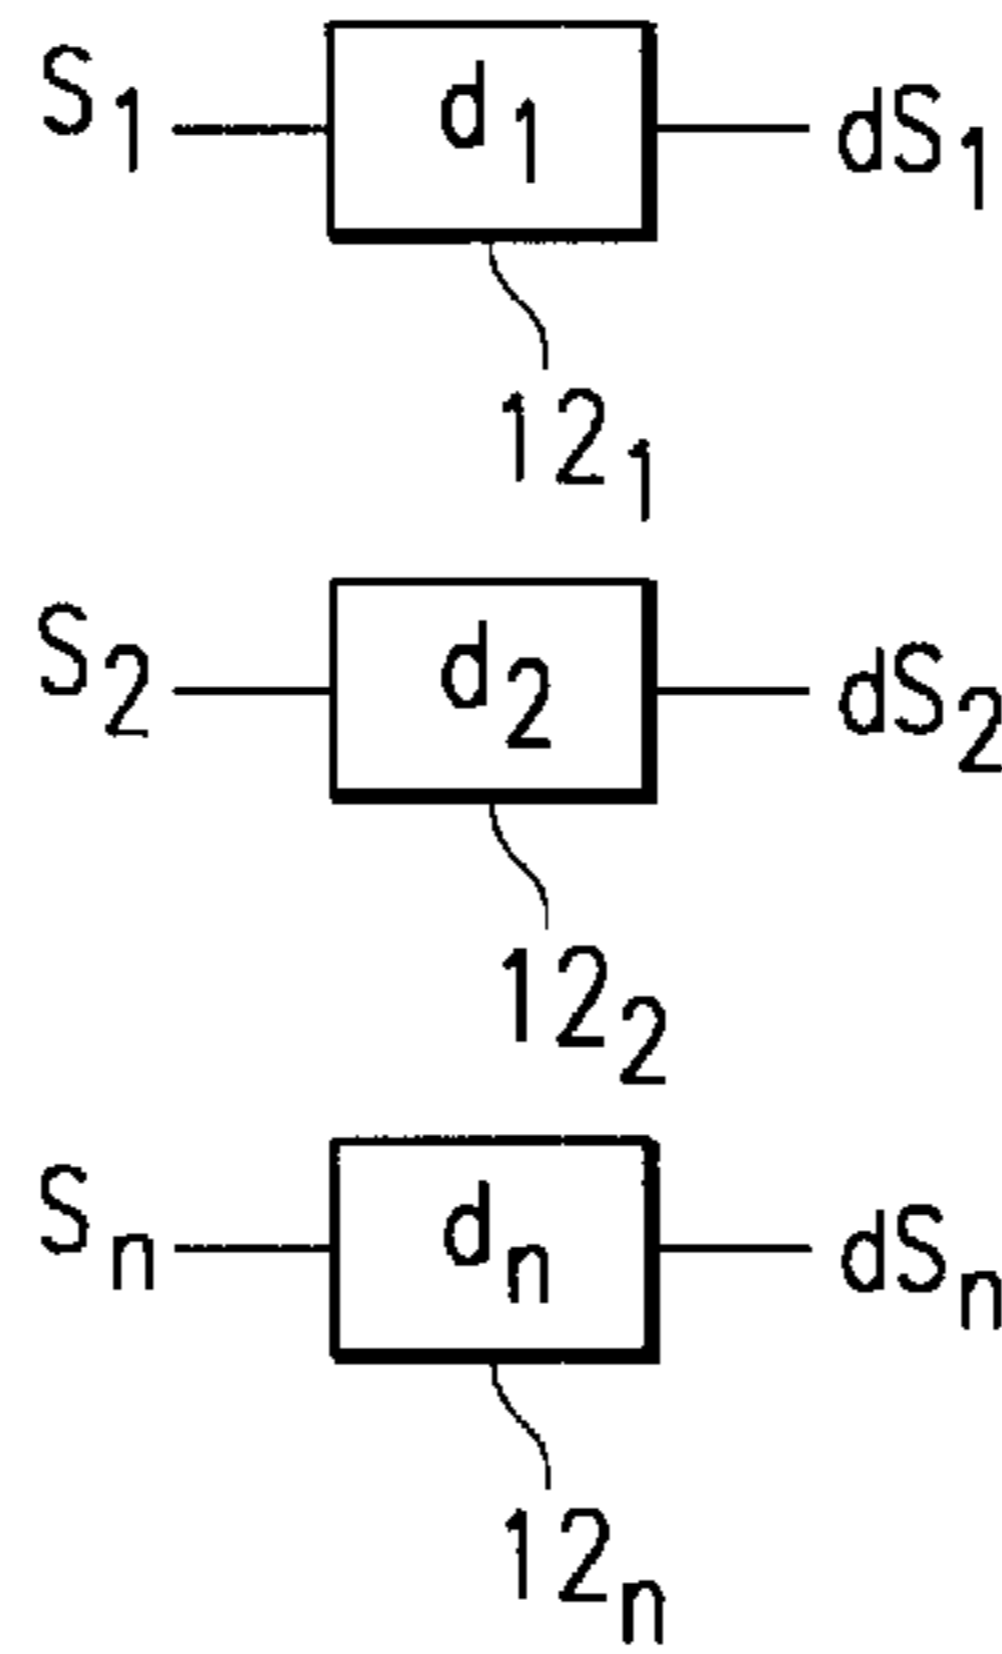 S₁ d₁ dS₁
12₁
S₂ d₂ dS₂
12₂
Sₙ dₙ dSₙ
12ₙ